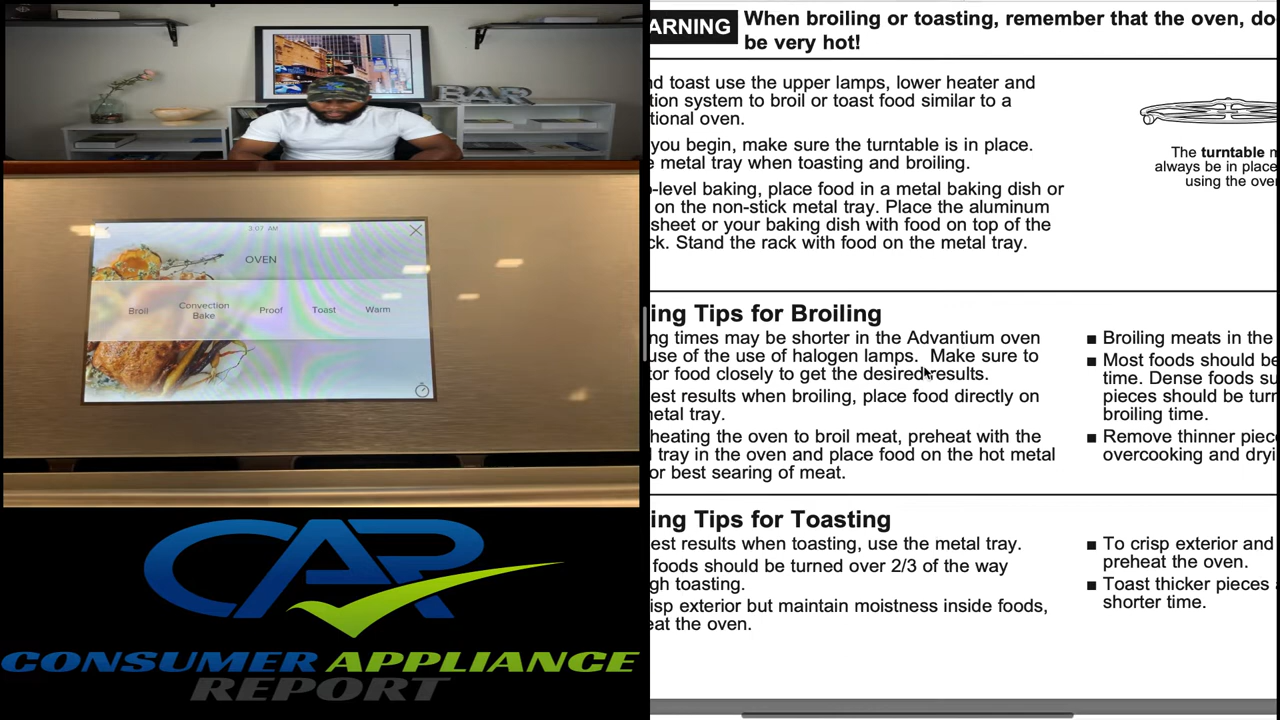 BAR
3:07 AM
OVEN
Broil
Convection
Bake
Proof
Toast
Warm
CAR
CONSUMER APPLIANCE
REPORT
ARNING
When broiling or toasting, remember that the oven, do
be very hot!
d toast use the upper lamps, lower heater and
tion system to broil or toast food similar to a
tional oven.
you begin, make sure the turntable is in place.
e metal tray when toasting and broiling.
-level baking, place food in a metal baking dish or
on the non-stick metal tray. Place the aluminum
sheet or your baking dish with food on top of the
ck. Stand the rack with food on the metal tray.
The turntable m
always be in place
using the ove
ing Tips for Broiling
ng times may be shorter in the Advantium oven
use of the use of halogen lamps. Make sure to
tor food closely to get the desired results.
est results when broiling, place food directly on
etal tray.
heating the oven to broil meat, preheat with the
tray in the oven and place food on the hot metal
or best searing of meat.
■ Broiling meats in the
■ Most foods should be
time. Dense foods su
pieces should be turn
broiling time.
■ Remove thinner piec
overcooking and dryi
ing Tips for Toasting
est results when toasting, use the metal tray.
foods should be turned over 2/3 of the way
gh toasting.
isp exterior but maintain moistness inside foods,
eat the oven.
■ To crisp exterior and
preheat the oven.
■ Toast thicker pieces a
shorter time.